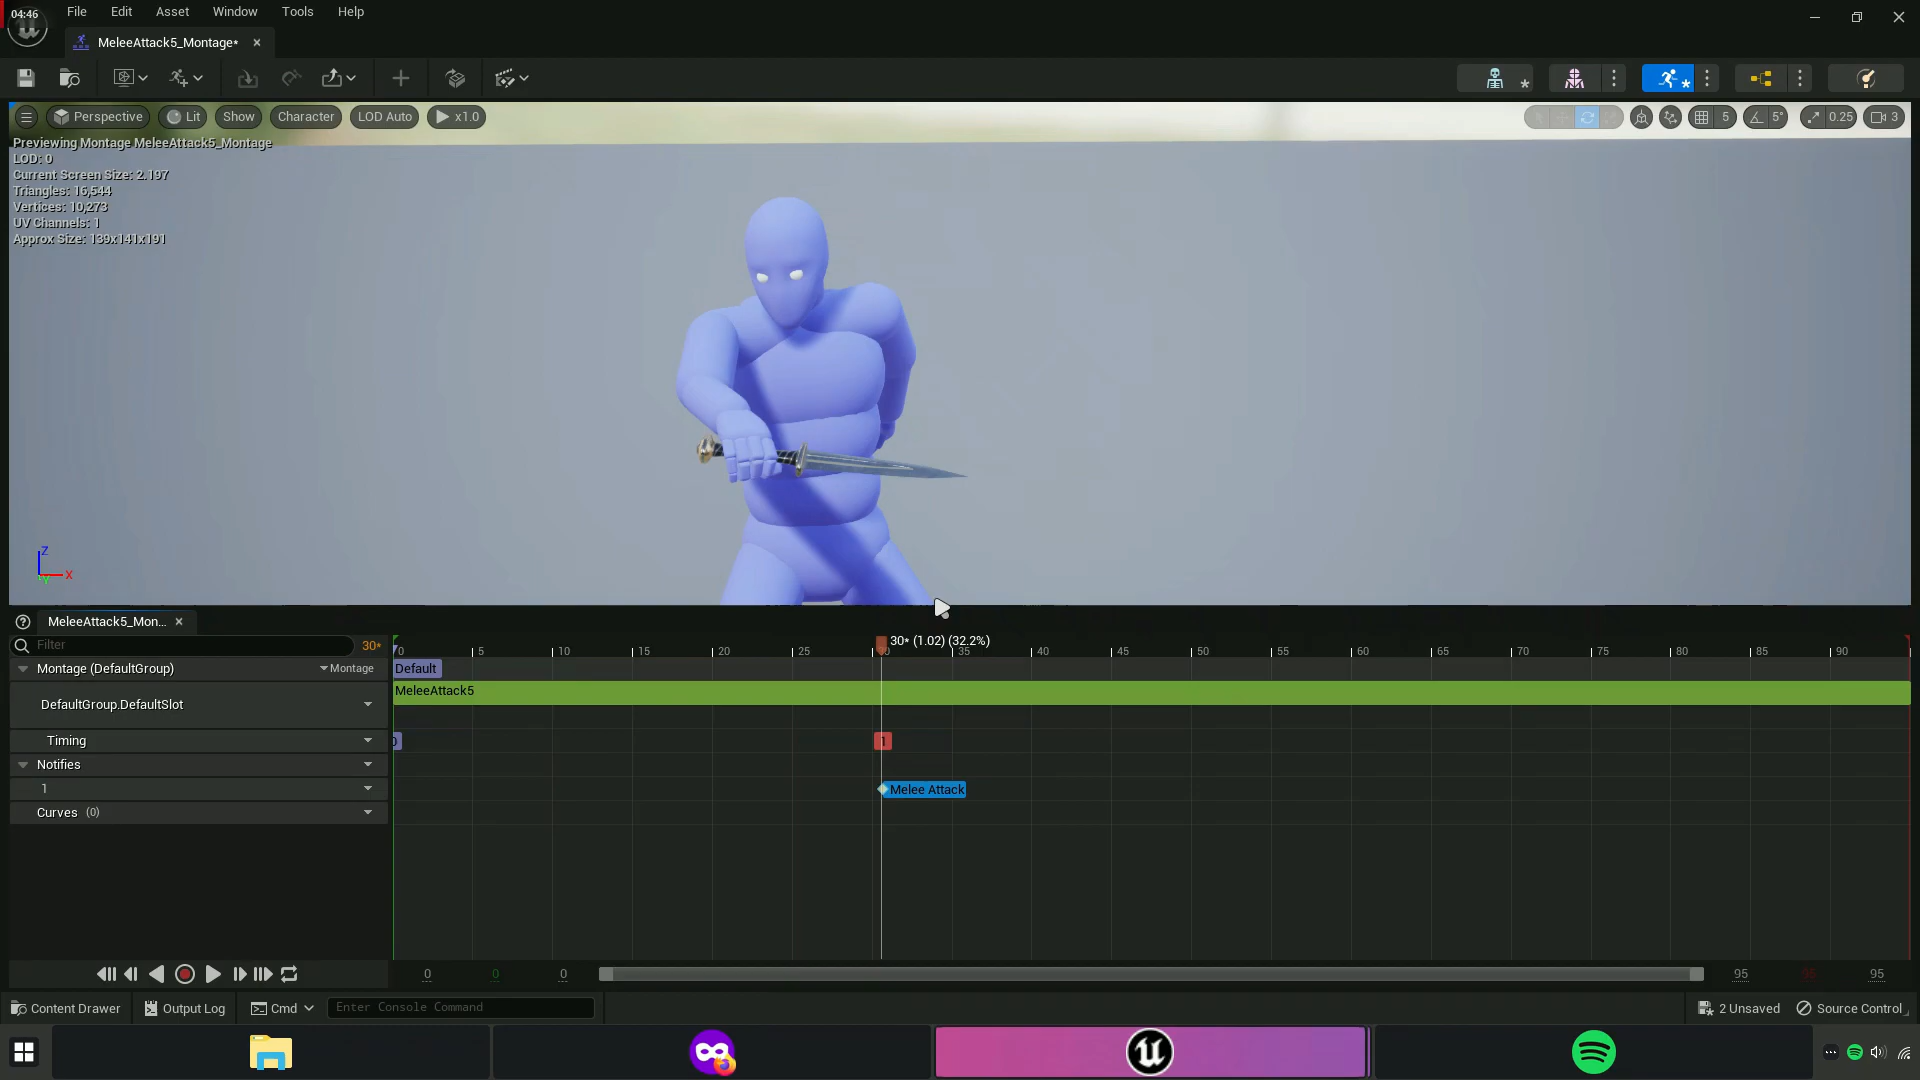 04:46
File Edit Asset Window Tools Help
MeleeAttack5_Montage*
Perspective Lit Show Character LOD Auto x1.0 5 5° 0.25 3
Previewing Montage MeleeAttack5_Montage
LOD: 0
Current Screen Size: 2.197
Triangles: 16,544
Vertices: 10,273
UV Channels: 1
Approx Size: 139x141x191
Z
X
Y
MeleeAttack5_Mon...
Filter 30*
30* (1.02) (32.2%)
0 5 10 15 20 25 30 35 40 45 50 55 60 65 70 75 80 85 90
Montage (DefaultGroup) Montage Default
MeleeAttack5
DefaultGroup.DefaultSlot
Timing 0 1
Notifies
1 Melee Attack
Curves (0)
0 0 0 95 95 95
Content Drawer Output Log Cmd Enter Console Command 2 Unsaved Source Control